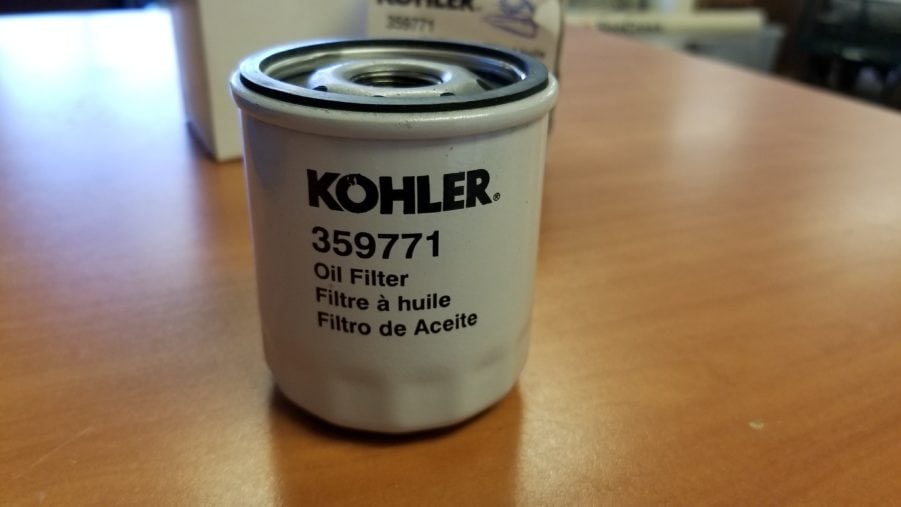 KOHLER
359771
KOHLER®
359771
Oil Filter
Filtre à huile
Filtro de Aceite